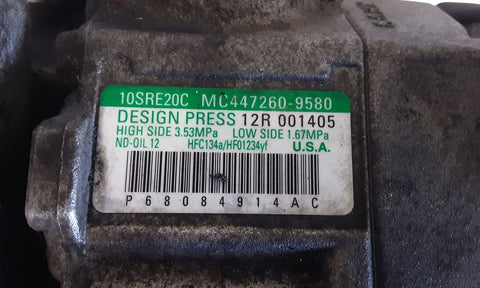 10SRE20C MC447260-9580
DESIGN PRESS 12R 001405
HIGH SIDE 3.53MPa LOW SIDE 1.67MPa
ND-OIL 12 HFC134a/HFO1234yf U.S.A.
P68084914AC